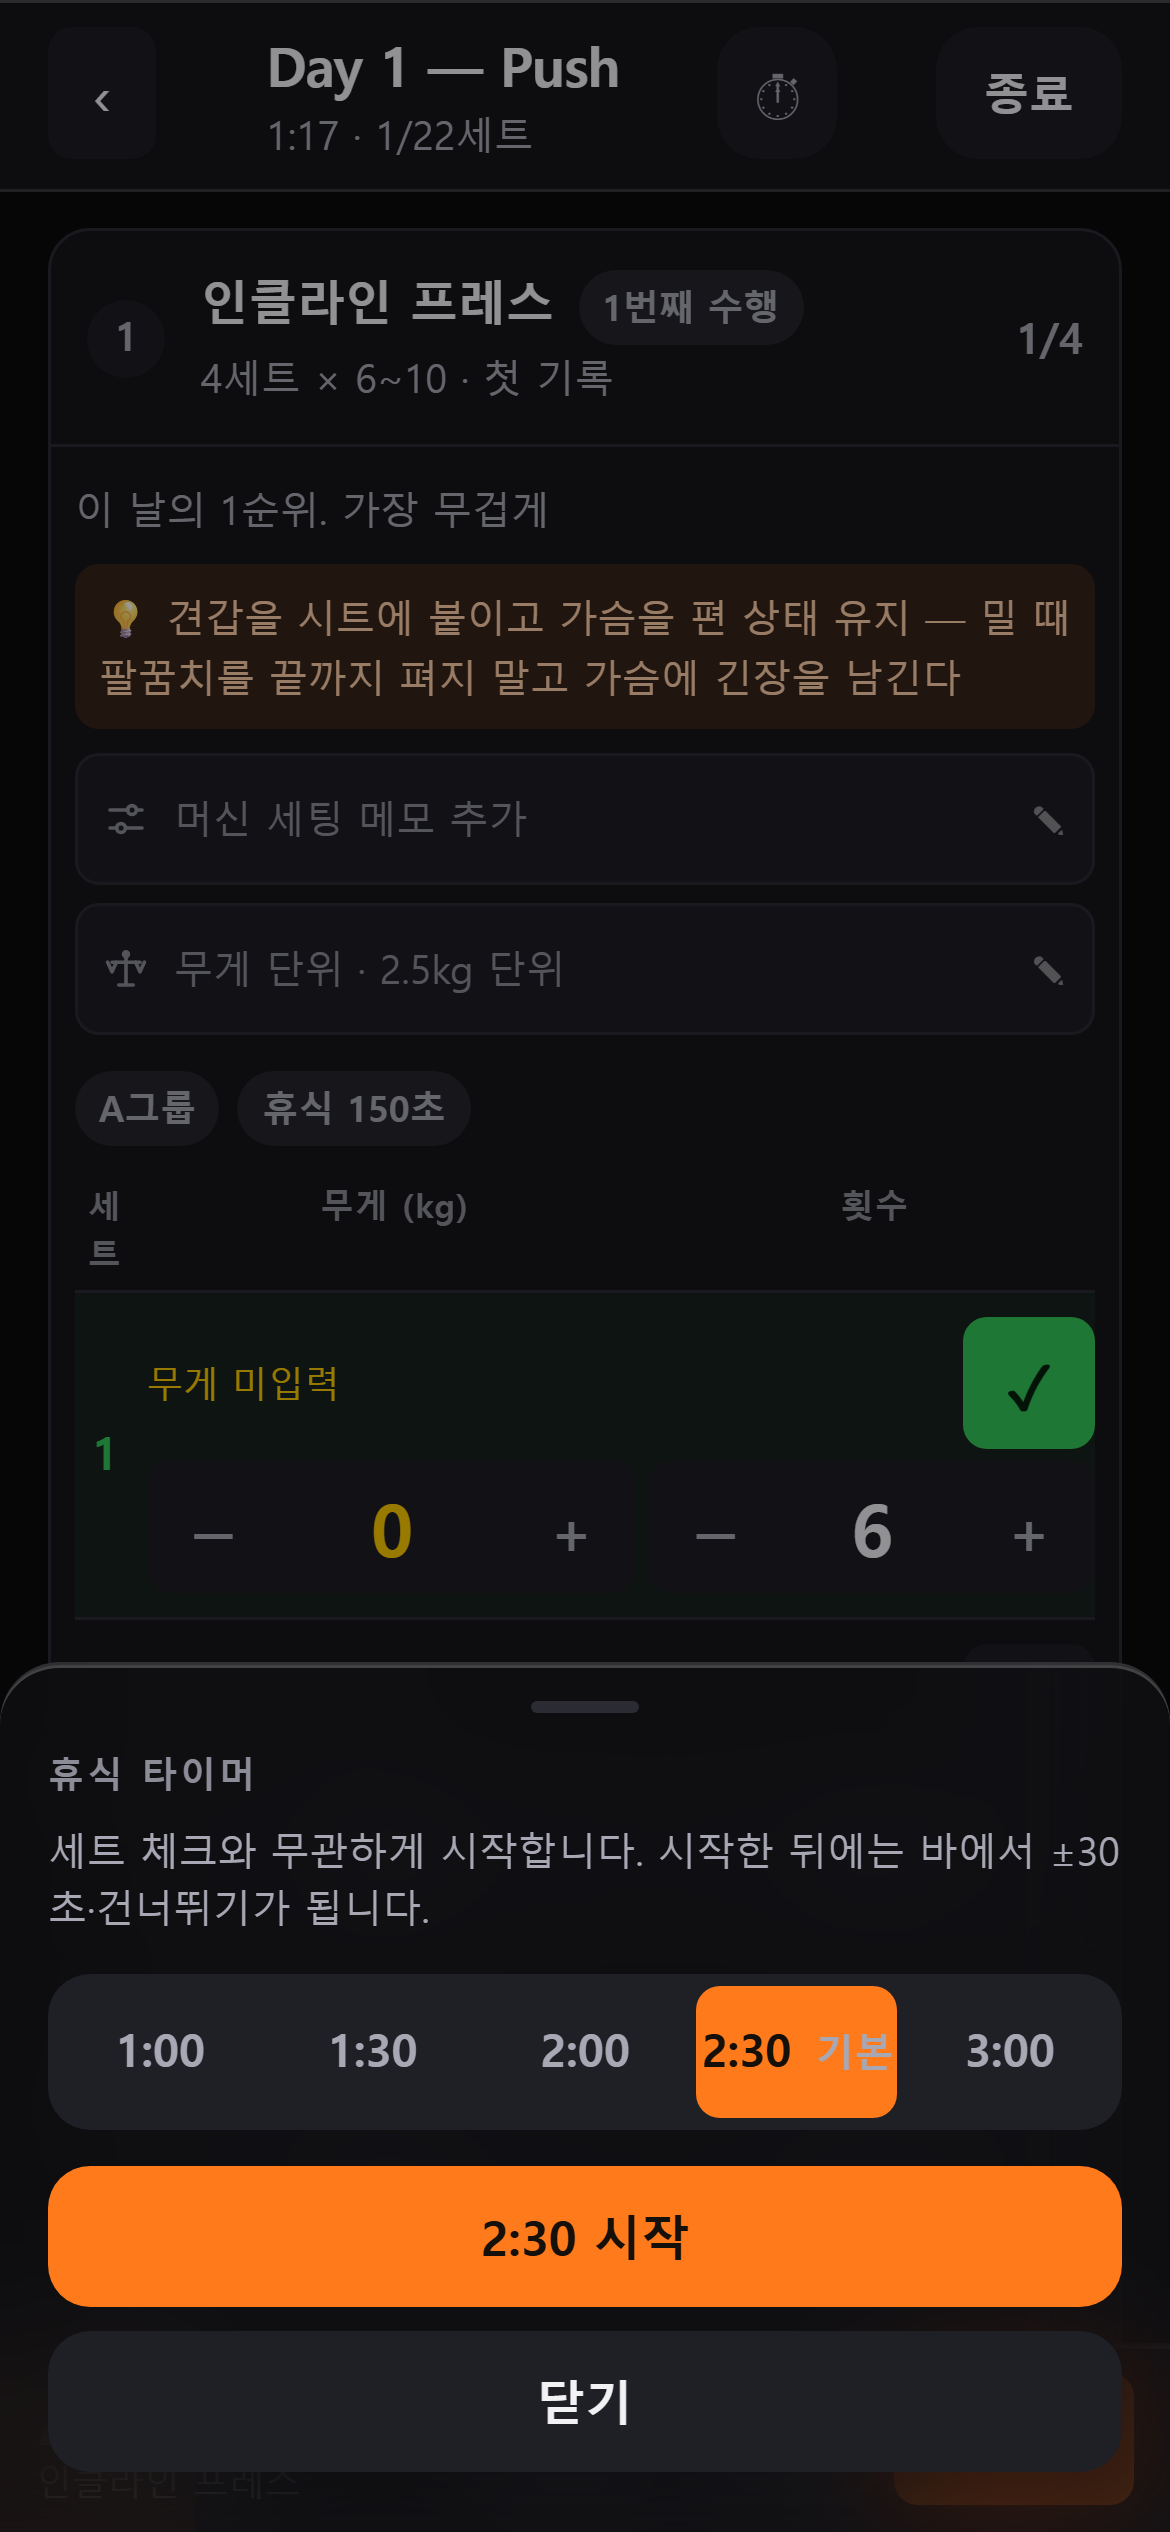 ‹
Day 1 — Push
1:17 · 1/22세트
종료
1
인클라인 프레스
1번째 수행
4세트 × 6~10 · 첫 기록
1/4
이 날의 1순위. 가장 무겁게
💡 견갑을 시트에 붙이고 가슴을 편 상태 유지 — 밀 때
팔꿈치를 끝까지 펴지 말고 가슴에 긴장을 남긴다
머신 세팅 메모 추가
무게 단위 · 2.5kg 단위
A그룹
휴식 150초
세트
무게 (kg)
횟수
1
무게 미입력
✓
— 0 +
— 6 +
휴식 타이머
세트 체크와 무관하게 시작합니다. 시작한 뒤에는 바에서 ±30
초·건너뛰기가 됩니다.
1:00 1:30 2:00 2:30 기본 3:00
2:30 시작
닫기
인클라인 프레스